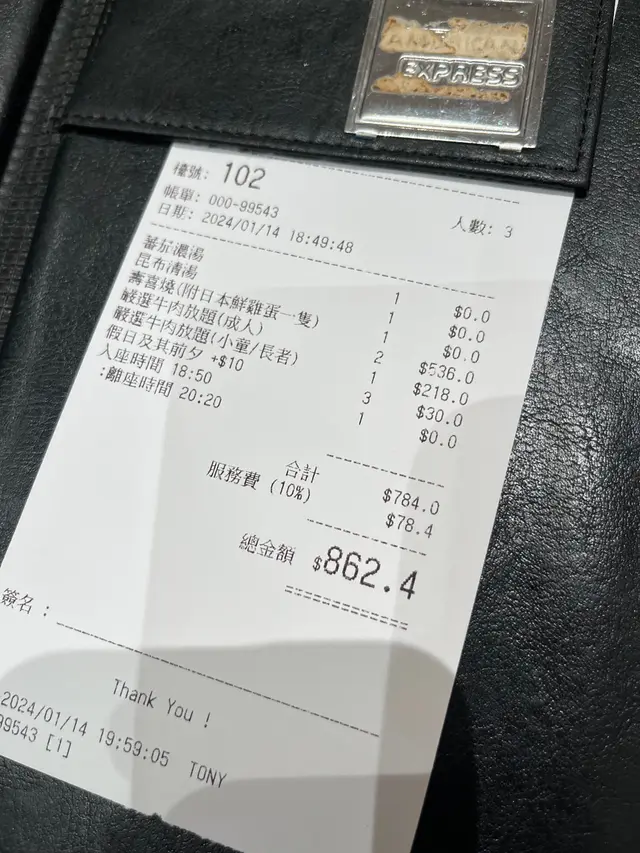 AMERICAN
EXPRESS
檯號: 102
帳單: 000-99543 人數: 3
日期: 2024/01/14 18:49:48
蕃茄濃湯 1 $0.0
昆布清湯 1 $0.0
壽喜燒(附日本鮮雞蛋一隻) 1 $0.0
嚴選牛肉放題(成人) 2 $536.0
嚴選牛肉放題(小童/長者) 1 $218.0
假日及其前夕 +$10 3 $30.0
入座時間 18:50 1 $0.0
:離座時間 20:20
合計 $784.0
服務費 (10%) $78.4
總金額 $862.4
簽名:
Thank You !
2024/01/14 19:59:05 TONY
99543 [1]